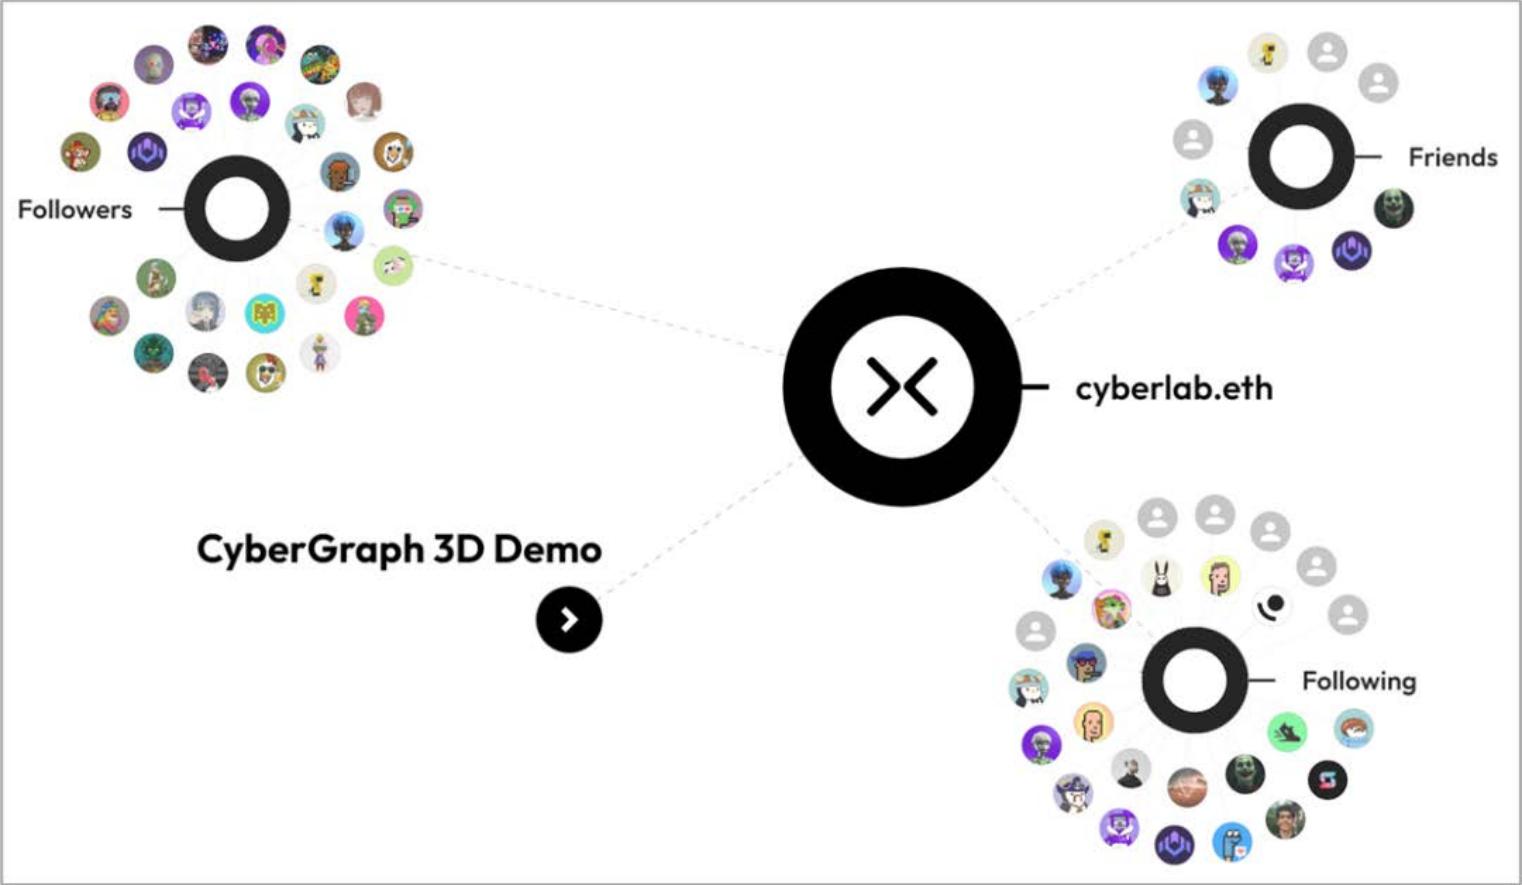 Followers
Friends
cyberlab.eth
CyberGraph 3D Demo
Following